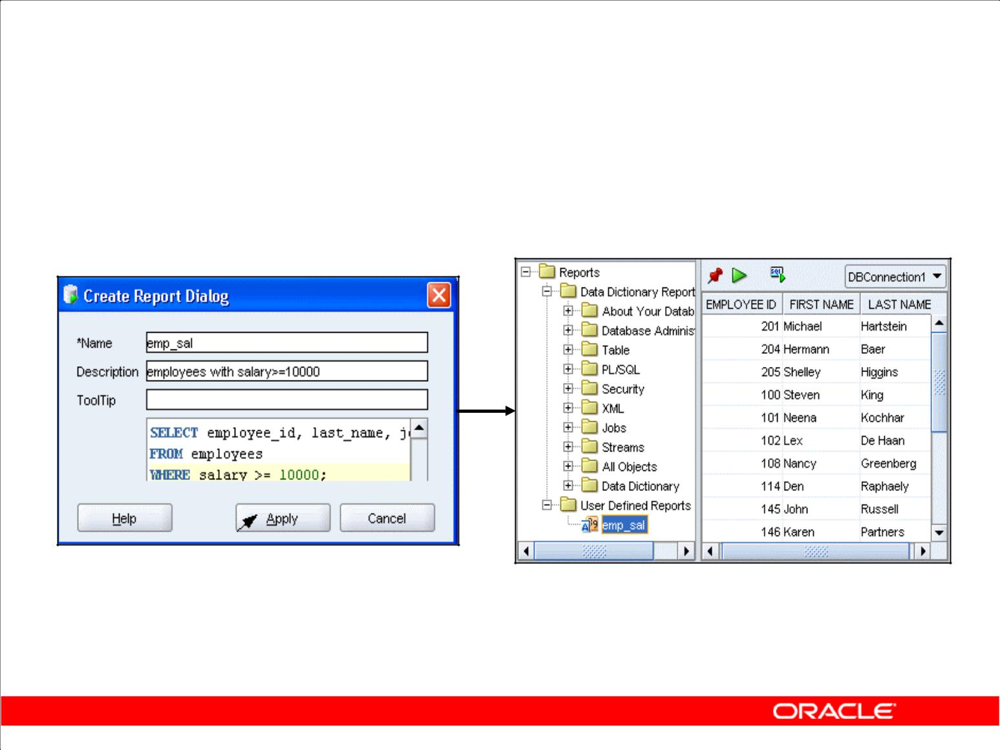 Create Report Dialog
*Name emp_sal
Description employees with salary>=10000
ToolTip
SELECT employee_id, last_name,
FROM employees
WHERE salary >= 10000;
Help Apply Cancel
Reports
Data Dictionary Report
About Your Datab
Database Adminis
Table
PL/SQL
Security
XML
Jobs
Streams
All Objects
Data Dictionary
User Defined Reports
emp_sal
SQL DBConnection1
EMPLOYEE ID FIRST NAME LAST NAME
201 Michael Hartstein
204 Hermann Baer
205 Shelley Higgins
100 Steven King
101 Neena Kochhar
102 Lex De Haan
108 Nancy Greenberg
114 Den Raphaely
145 John Russell
146 Karen Partners
ORACLE